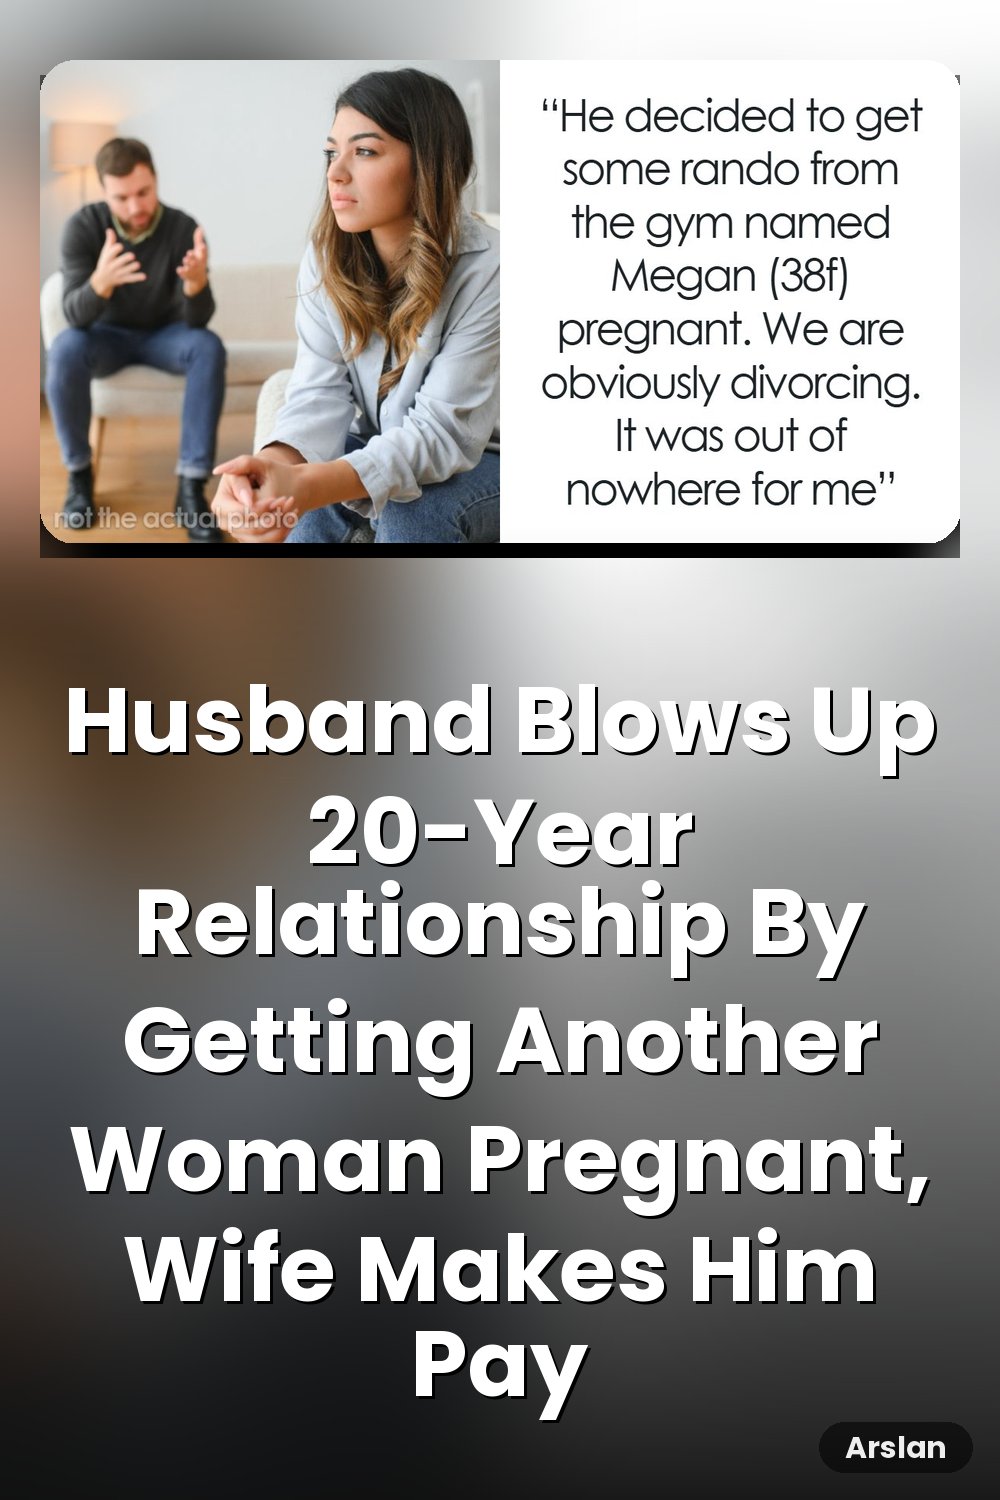 “He decided to get
some rando from
the gym named
Megan (38f)
pregnant. We are
obviously divorcing.
It was out of
nowhere for me”
not the actual photo
Husband Blows Up
20-Year
Relationship By
Getting Another
Woman Pregnant,
Wife Makes Him
Pay
Arslan